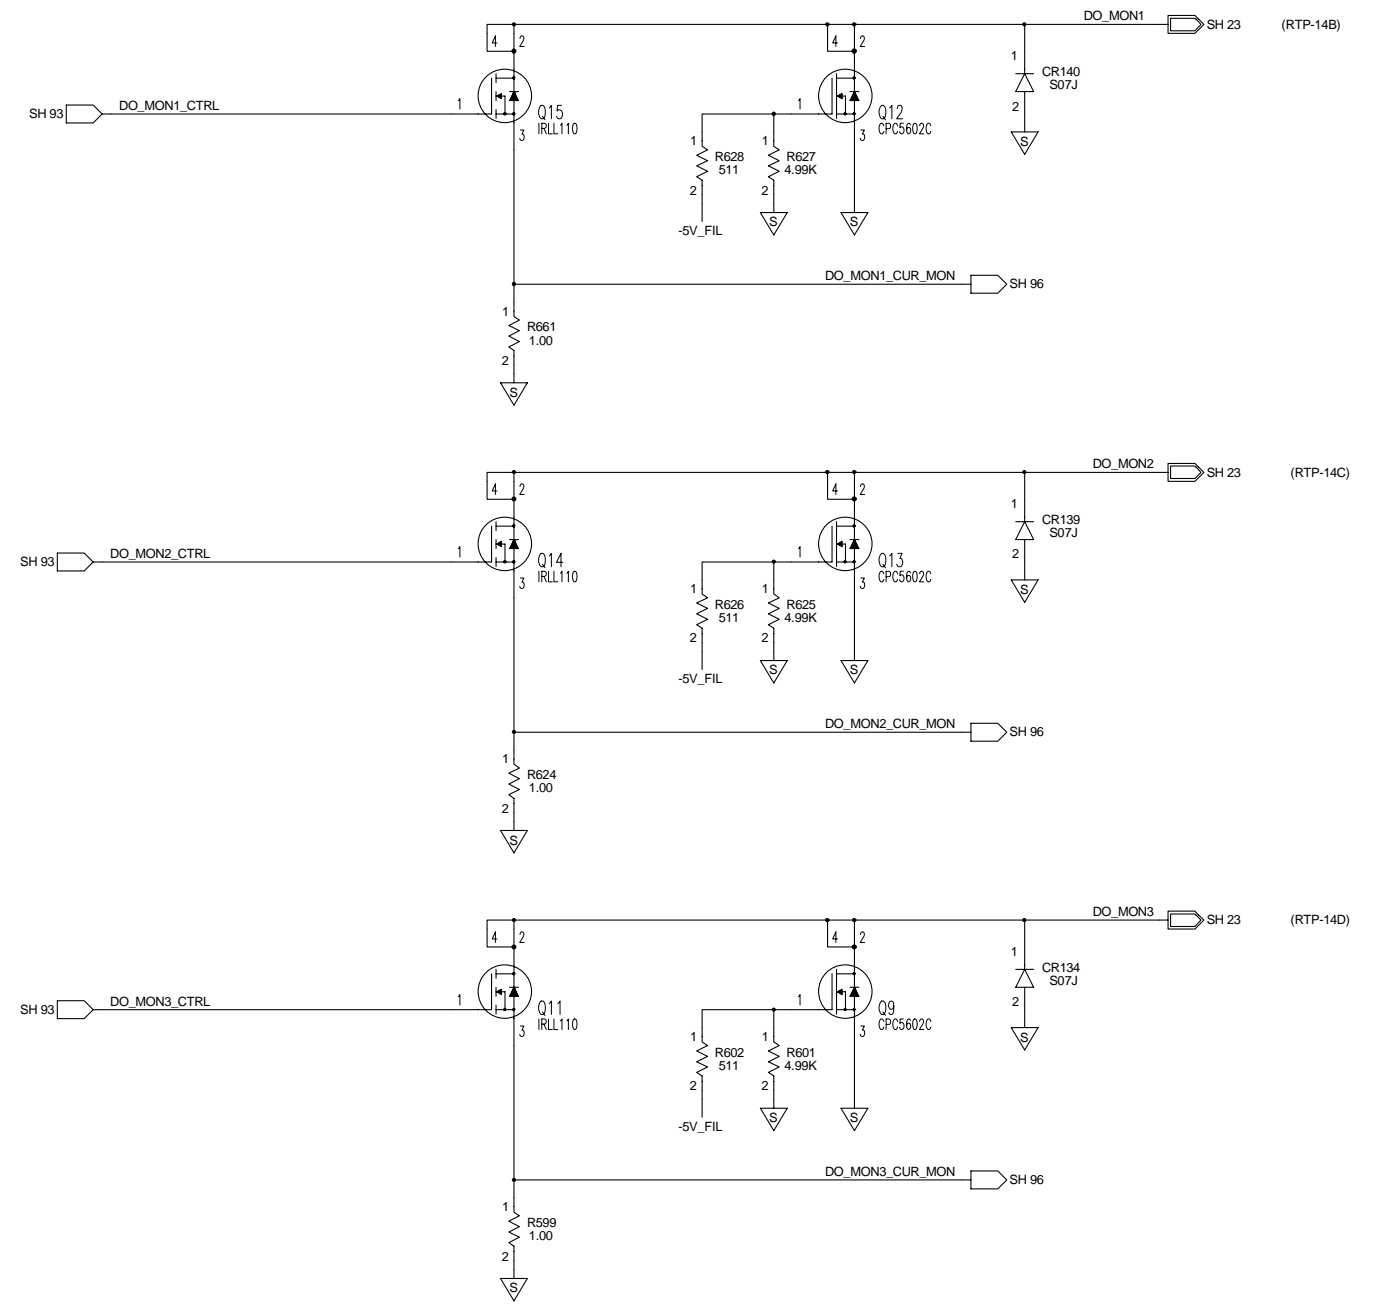 DO_MON1
SH 23 (RTP-14B)
4 2
4 2
1
CR140
S07J
2
S
SH 93
DO_MON1_CTRL
1
Q15
IRLL110
3
1
Q12
CPC5602C
3
1
R628
511
2
-5V_FIL
1
R627
4.99K
2
S
S
DO_MON1_CUR_MON
SH 96
1
R661
1.00
2
S
DO_MON2
SH 23 (RTP-14C)
4 2
4 2
1
CR139
S07J
2
S
SH 93
DO_MON2_CTRL
1
Q14
IRLL110
3
1
Q13
CPC5602C
3
1
R626
511
2
-5V_FIL
1
R625
4.99K
2
S
S
DO_MON2_CUR_MON
SH 96
1
R624
1.00
2
S
DO_MON3
SH 23 (RTP-14D)
4 2
4 2
1
CR134
S07J
2
S
SH 93
DO_MON3_CTRL
1
Q11
IRLL110
3
1
Q9
CPC5602C
3
1
R602
511
2
-5V_FIL
1
R601
4.99K
2
S
S
DO_MON3_CUR_MON
SH 96
1
R599
1.00
2
S